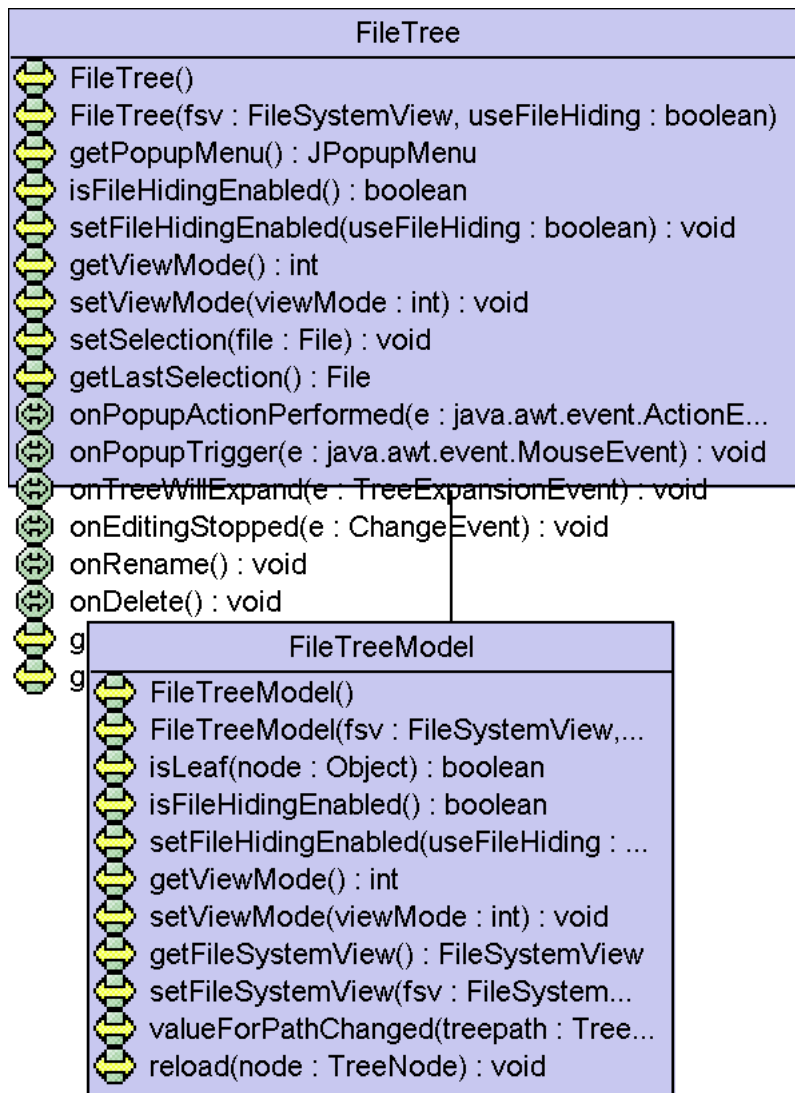 FileTree
FileTree()
FileTree(fsv : FileSystemView, useFileHiding : boolean)
getPopupMenu() : JPopupMenu
isFileHidingEnabled() : boolean
setFileHidingEnabled(useFileHiding : boolean) : void
getViewMode() : int
setViewMode(viewMode : int) : void
setSelection(file : File) : void
getLastSelection() : File
onPopupActionPerformed(e : java.awt.event.ActionE...
onPopupTrigger(e : java.awt.event.MouseEvent) : void
onTreeWillExpand(e : TreeExpansionEvent) : void
onEditingStopped(e : ChangeEvent) : void
onRename() : void
onDelete() : void
g
g
FileTreeModel
FileTreeModel()
FileTreeModel(fsv : FileSystemView,...
isLeaf(node : Object) : boolean
isFileHidingEnabled() : boolean
setFileHidingEnabled(useFileHiding : ...
getViewMode() : int
setViewMode(viewMode : int) : void
getFileSystemView() : FileSystemView
setFileSystemView(fsv : FileSystem...
valueForPathChanged(treepath : Tree...
reload(node : TreeNode) : void